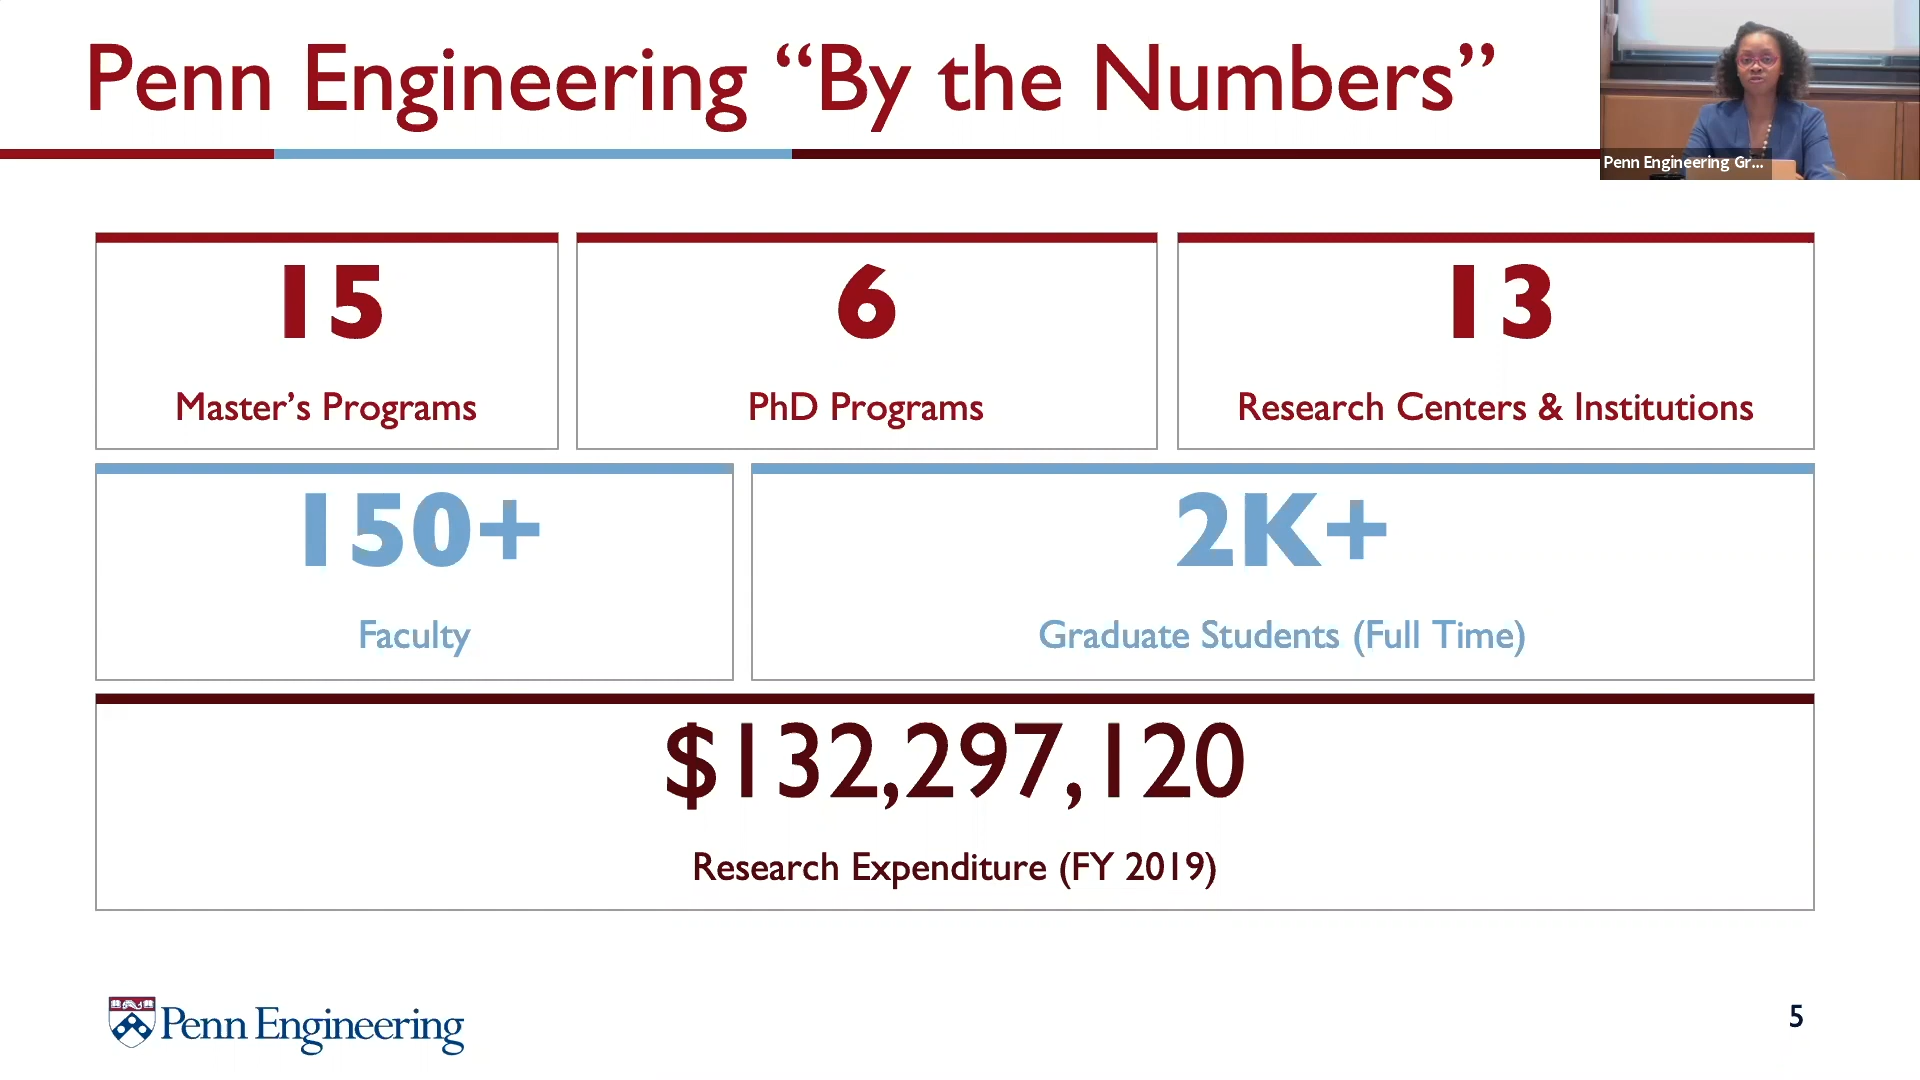 Penn Engineering “By the Numbers”
Penn Engineering Gr...
15
Master’s Programs
6
PhD Programs
13
Research Centers & Institutions
150+
Faculty
2K+
Graduate Students (Full Time)
$132,297,120
Research Expenditure (FY 2019)
Penn Engineering
5